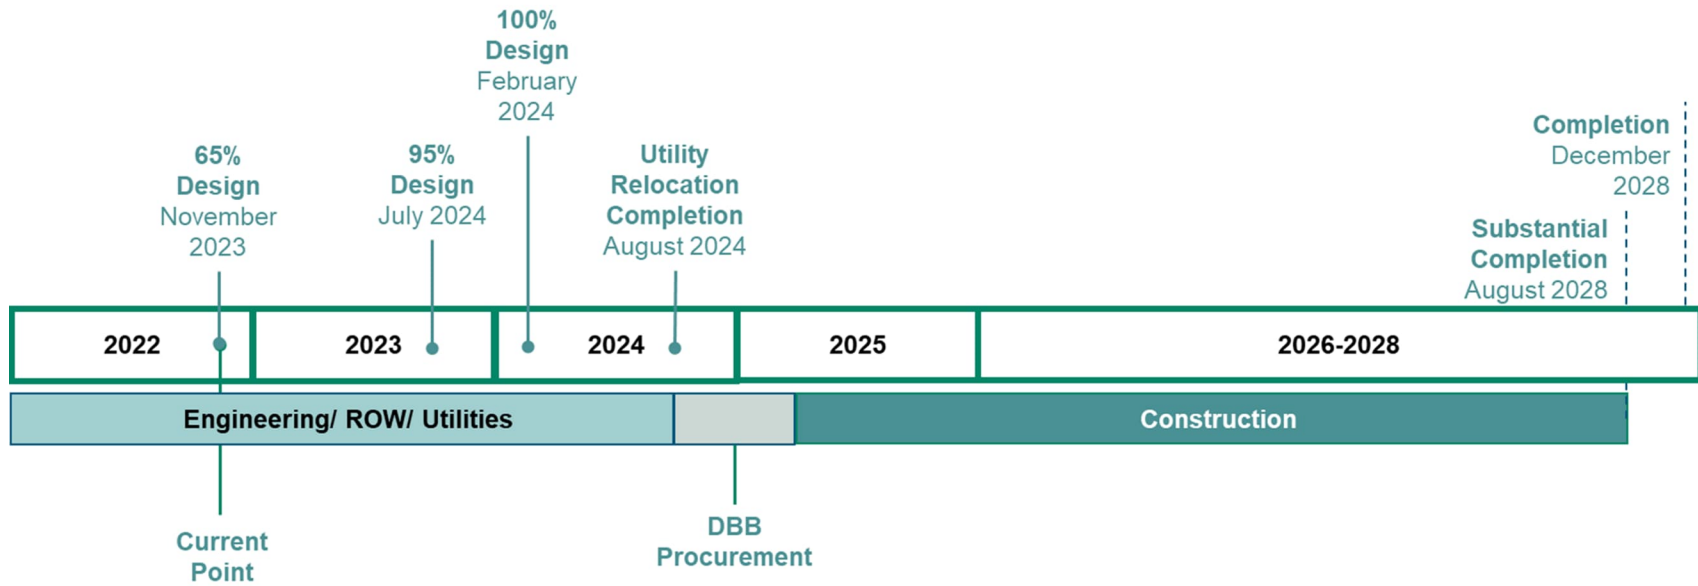 100%
Design
February
2024
65%
Design
November
2023
95%
Design
July 2024
Utility
Relocation
Completion
August 2024
Completion
December
2028
Substantial
Completion
August 2028
2022
2023
2024
2025
2026-2028
Engineering/ ROW/ Utilities
Construction
Current
Point
DBB
Procurement